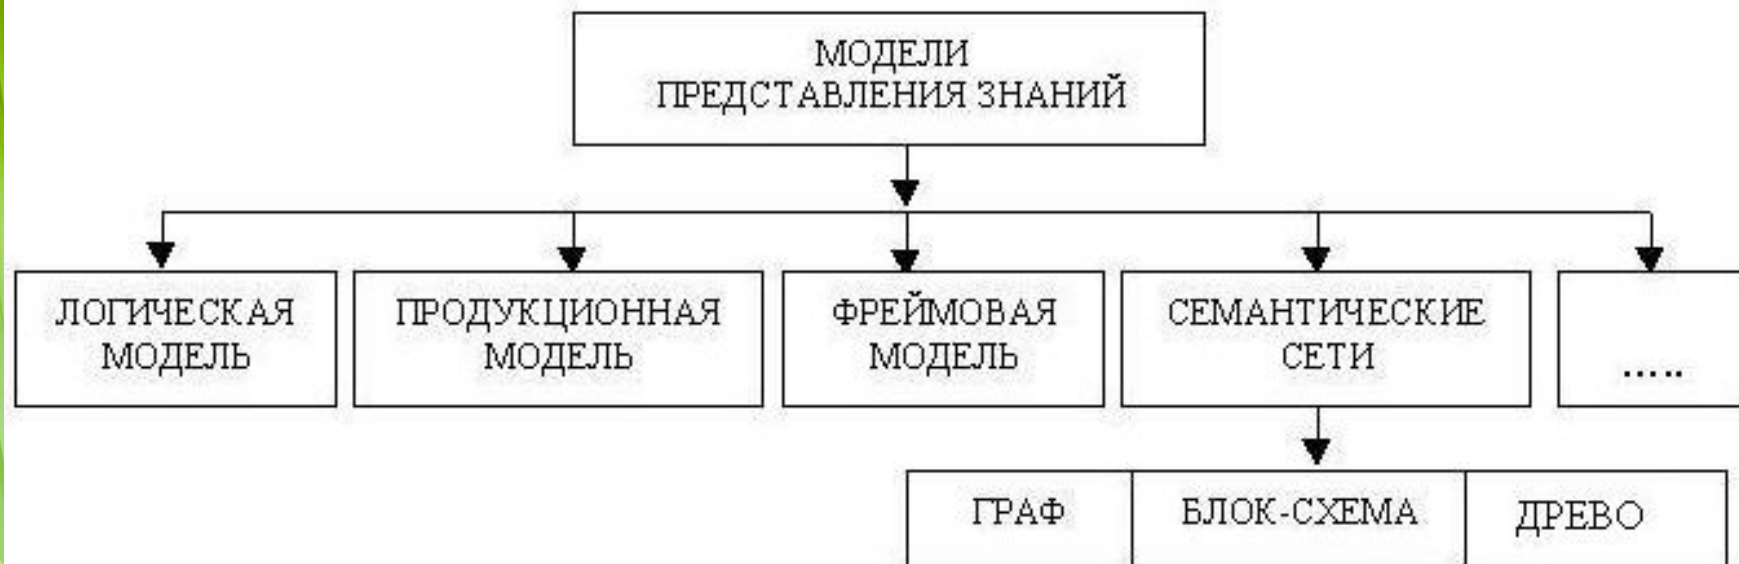 МОДЕЛИ
ПРЕДСТАВЛЕНИЯ ЗНАНИЙ
ЛОГИЧЕСКАЯ
МОДЕЛЬ
ПРОДУКЦИОННАЯ
МОДЕЛЬ
ФРЕЙМОВАЯ
МОДЕЛЬ
СЕМАНТИЧЕСКИЕ
СЕТИ
.....
ГРАФ
БЛОК-СХЕМА
ДРЕВО